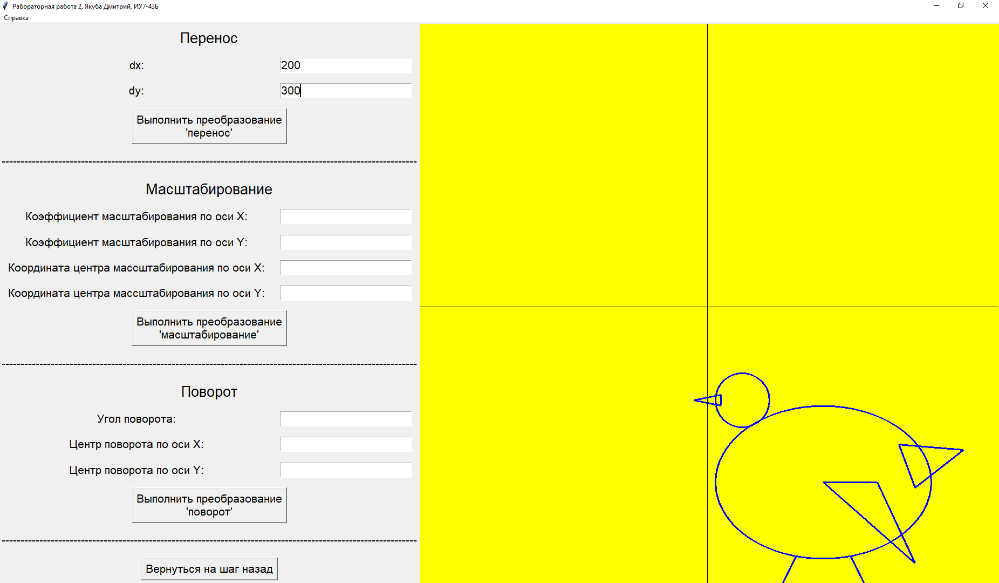 Рабораторная работа 2, Якуба Дмитрий, ИУ7-43Б
Справка
Перенос
dx: 200
dy: 300
Выполнить преобразование
'перенос'
Масштабирование
Коэффициент масштабирования по оси X:
Коэффициент масштабирования по оси Y:
Координата центра массштабирования по оси X:
Координата центра массштабирования по оси Y:
Выполнить преобразование
'масштабирование'
Поворот
Угол поворота:
Центр поворота по оси X:
Центр поворота по оси Y:
Выполнить преобразование
'поворот'
Вернуться на шаг назад